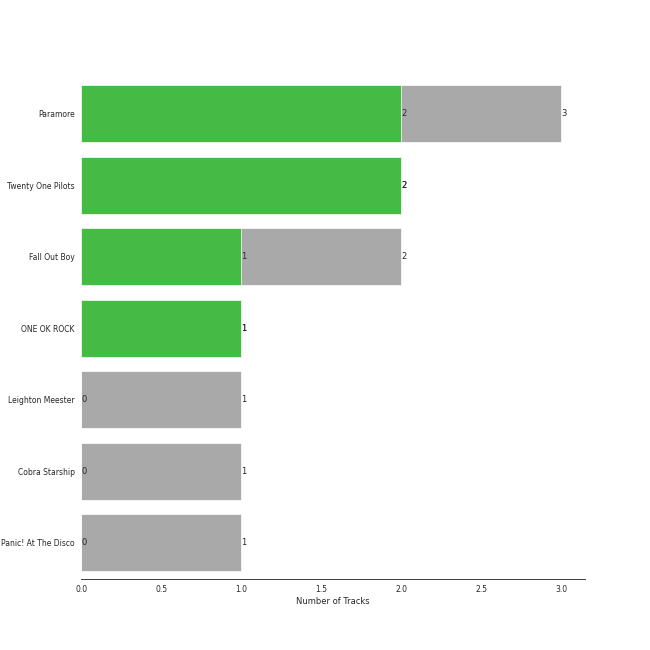 Paramore 2 3
Twenty One Pilots 2
Fall Out Boy 1 2
ONE OK ROCK 1
Leighton Meester 0 1
Cobra Starship 0 1
Panic! At The Disco 0 1
0.0 0.5 1.0 1.5 2.0 2.5 3.0
Number of Tracks